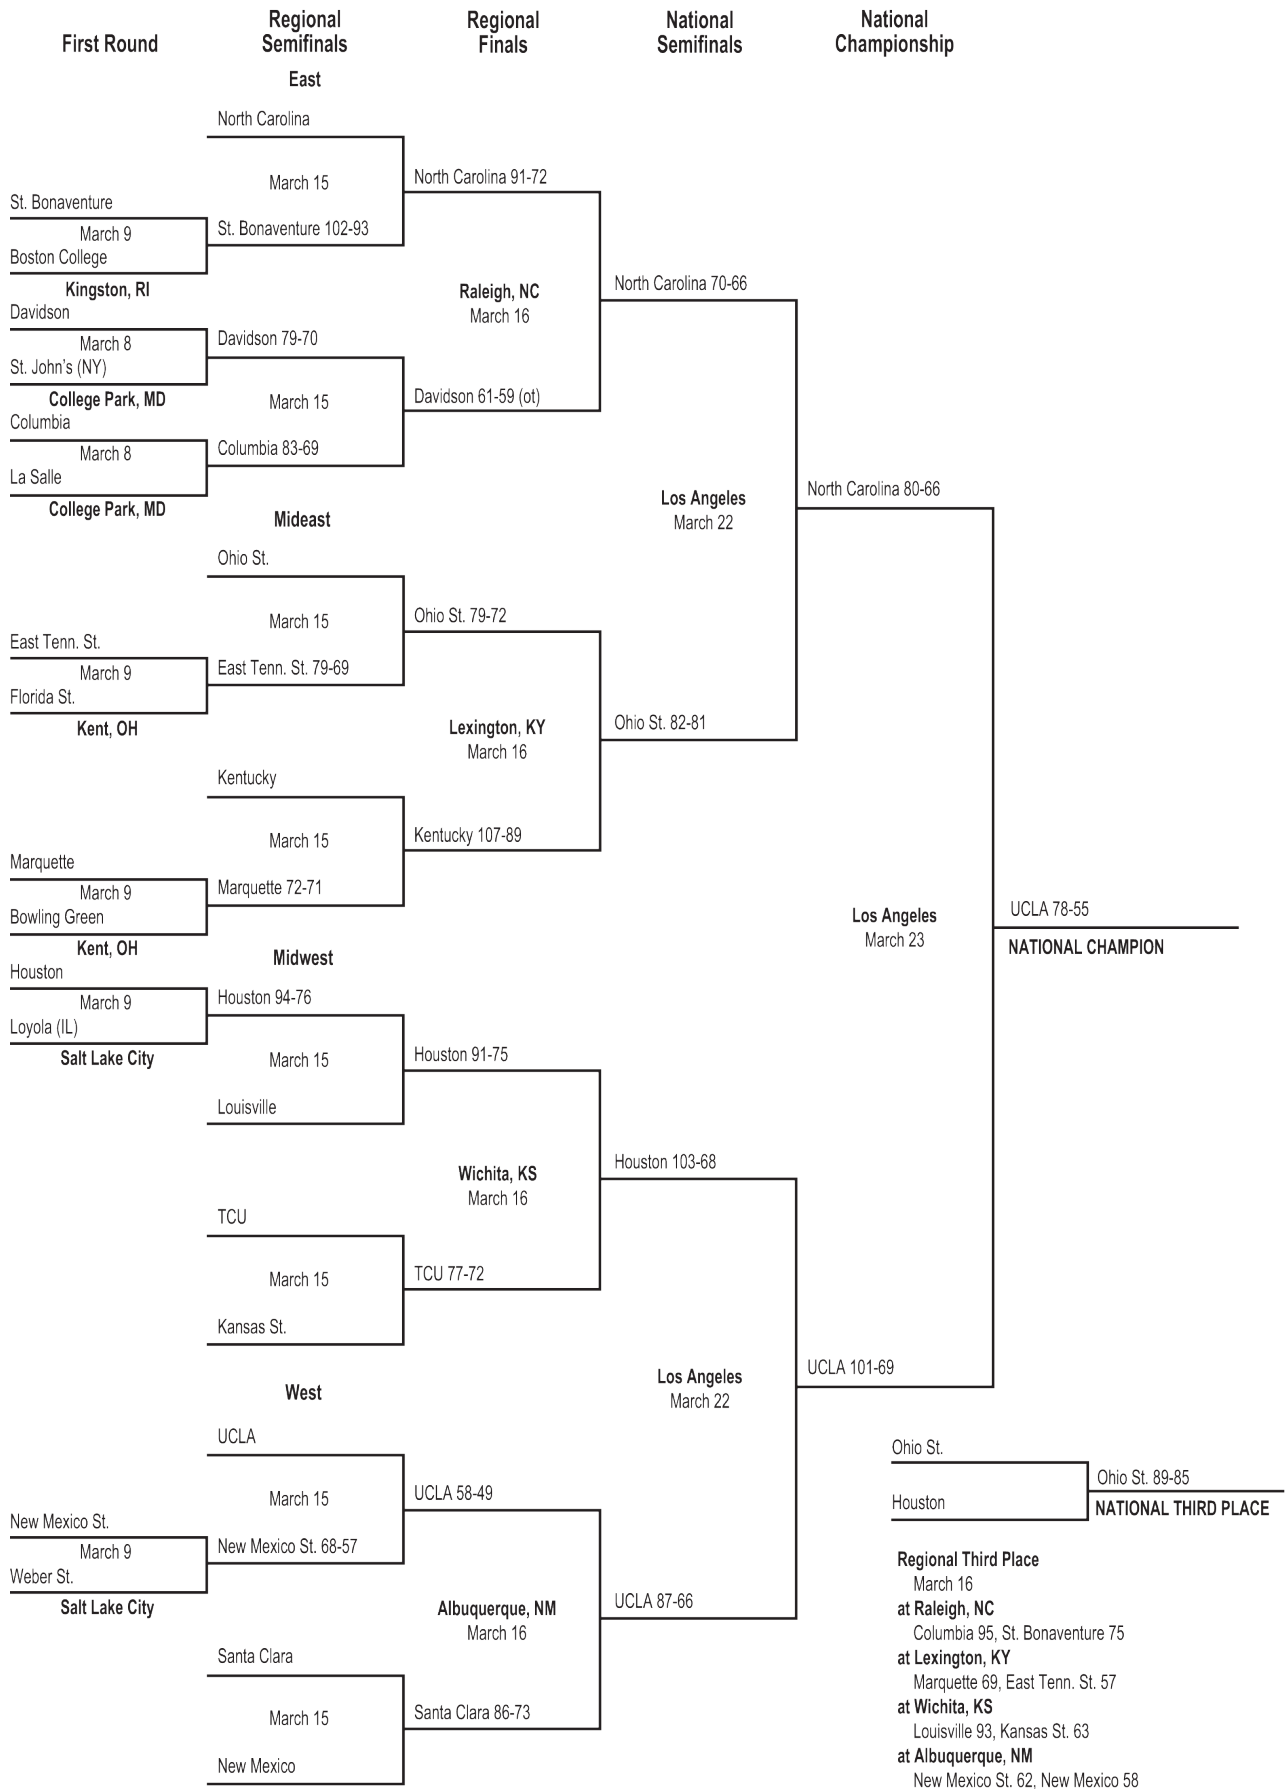 First Round
Regional
Semifinals
Regional
Finals
National
Semifinals
National
Championship
East
North Carolina
March 15
North Carolina 91-72
St. Bonaventure
March 9
St. Bonaventure 102-93
Boston College
Kingston, RI
Raleigh, NC
March 16
North Carolina 70-66
Davidson
March 8
Davidson 79-70
St. John's (NY)
College Park, MD
March 15
Davidson 61-59 (ot)
Columbia
March 8
Columbia 83-69
La Salle
College Park, MD
Los Angeles
March 22
North Carolina 80-66
Mideast
Ohio St.
March 15
Ohio St. 79-72
East Tenn. St.
March 9
East Tenn. St. 79-69
Florida St.
Kent, OH
Lexington, KY
March 16
Ohio St. 82-81
Kentucky
March 15
Kentucky 107-89
Marquette
March 9
Marquette 72-71
Bowling Green
Kent, OH
Los Angeles
March 23
UCLA 78-55
NATIONAL CHAMPION
Midwest
Houston
March 9
Houston 94-76
Loyola (IL)
Salt Lake City
March 15
Houston 91-75
Louisville
Wichita, KS
March 16
Houston 103-68
TCU
March 15
TCU 77-72
Kansas St.
Los Angeles
March 22
UCLA 101-69
West
UCLA
March 15
UCLA 58-49
New Mexico St.
March 9
New Mexico St. 68-57
Weber St.
Salt Lake City
Albuquerque, NM
March 16
UCLA 87-66
Santa Clara
March 15
Santa Clara 86-73
New Mexico
Ohio St.
Ohio St. 89-85
Houston
NATIONAL THIRD PLACE
Regional Third Place
March 16
at Raleigh, NC
Columbia 95, St. Bonaventure 75
at Lexington, KY
Marquette 69, East Tenn. St. 57
at Wichita, KS
Louisville 93, Kansas St. 63
at Albuquerque, NM
New Mexico St. 62, New Mexico 58